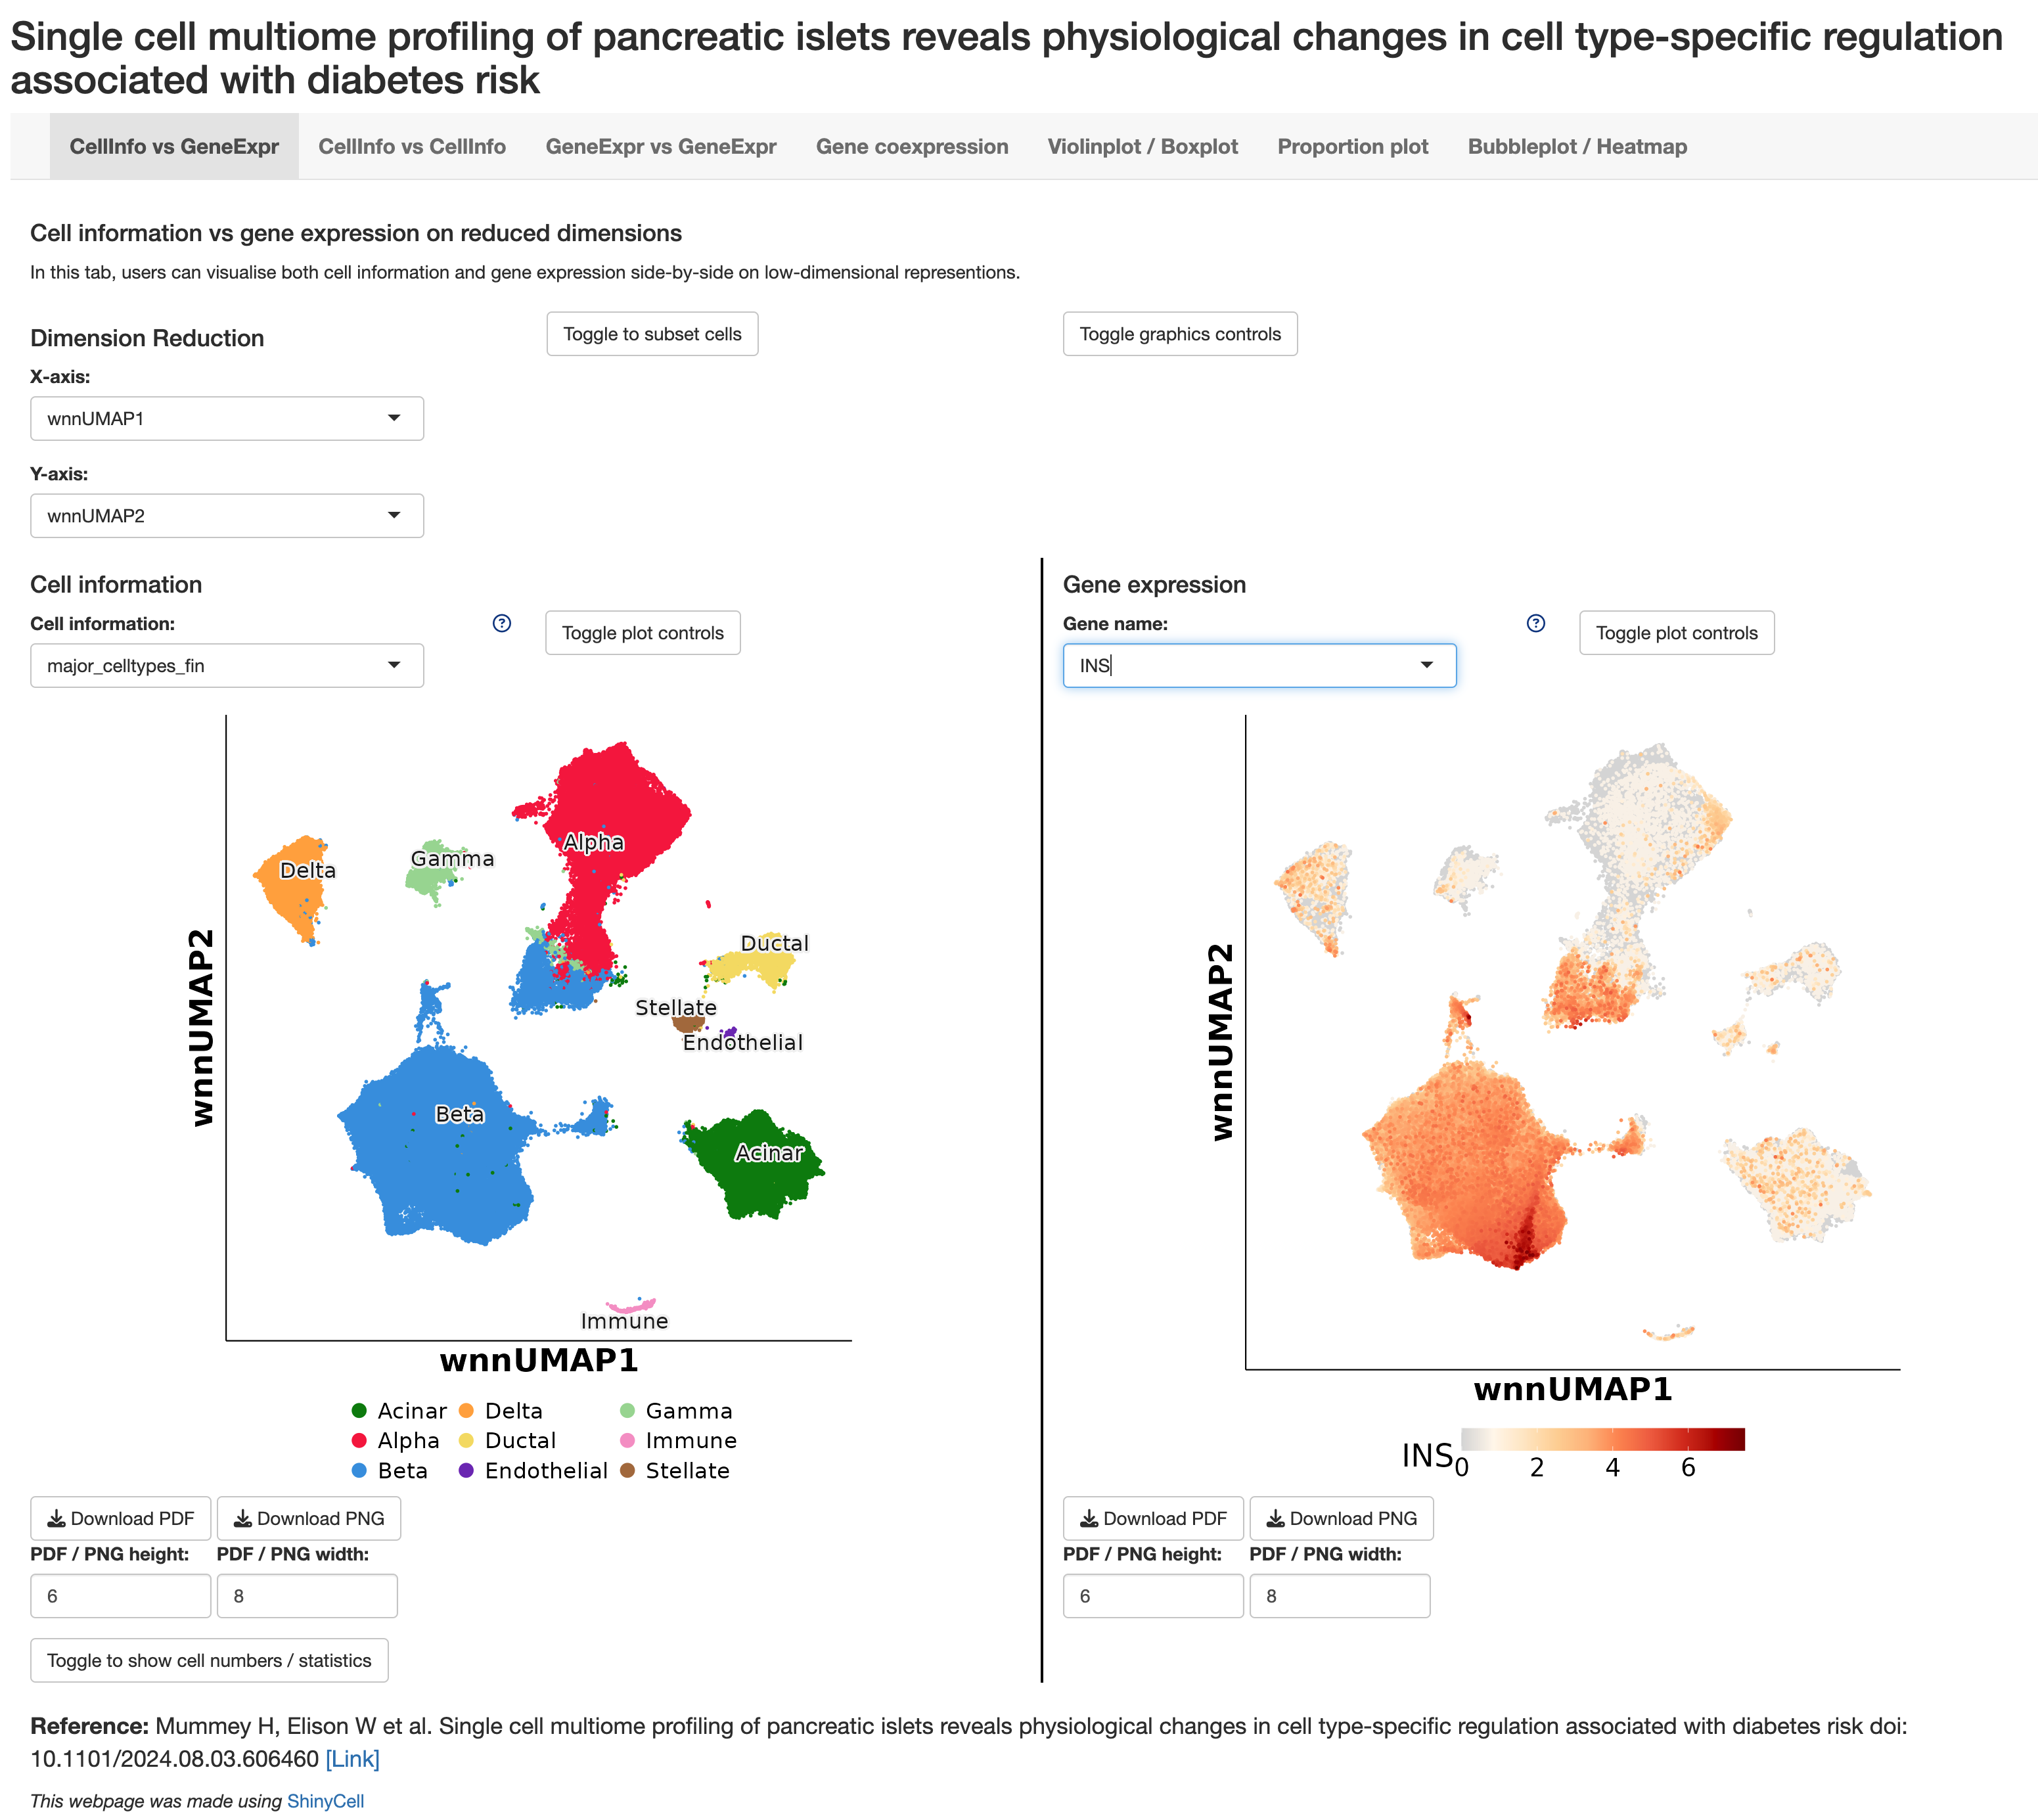 Single cell multiome profiling of pancreatic islets reveals physiological changes in cell type-specific regulation
associated with diabetes risk
CellInfo vs GeneExpr
CellInfo vs CellInfo
GeneExpr vs GeneExpr
Gene coexpression
Violinplot / Boxplot
Proportion plot
Bubbleplot / Heatmap
Cell information vs gene expression on reduced dimensions
In this tab, users can visualise both cell information and gene expression side-by-side on low-dimensional representions.
Dimension Reduction
Toggle to subset cells
Toggle graphics controls
X-axis:
wnnUMAP1
Y-axis:
wnnUMAP2
Cell information
Cell information:
?
Toggle plot controls
major_celltypes_fin
Alpha
Gamma
Delta
Ductal
Stellate
Endothelial
Beta
Acinar
Immune
wnnUMAP2
wnnUMAP1
Acinar
Delta
Gamma
Alpha
Ductal
Immune
Beta
Endothelial
Stellate
Download PDF
Download PNG
PDF / PNG height:
PDF / PNG width:
6
8
Toggle to show cell numbers / statistics
Gene expression
Gene name:
?
Toggle plot controls
INS
wnnUMAP2
wnnUMAP1
INS
0 2 4 6
Download PDF
Download PNG
PDF / PNG height:
PDF / PNG width:
6
8
Reference: Mummey H, Elison W et al. Single cell multiome profiling of pancreatic islets reveals physiological changes in cell type-specific regulation associated with diabetes risk doi:
10.1101/2024.08.03.606460 [Link]
This webpage was made using ShinyCell